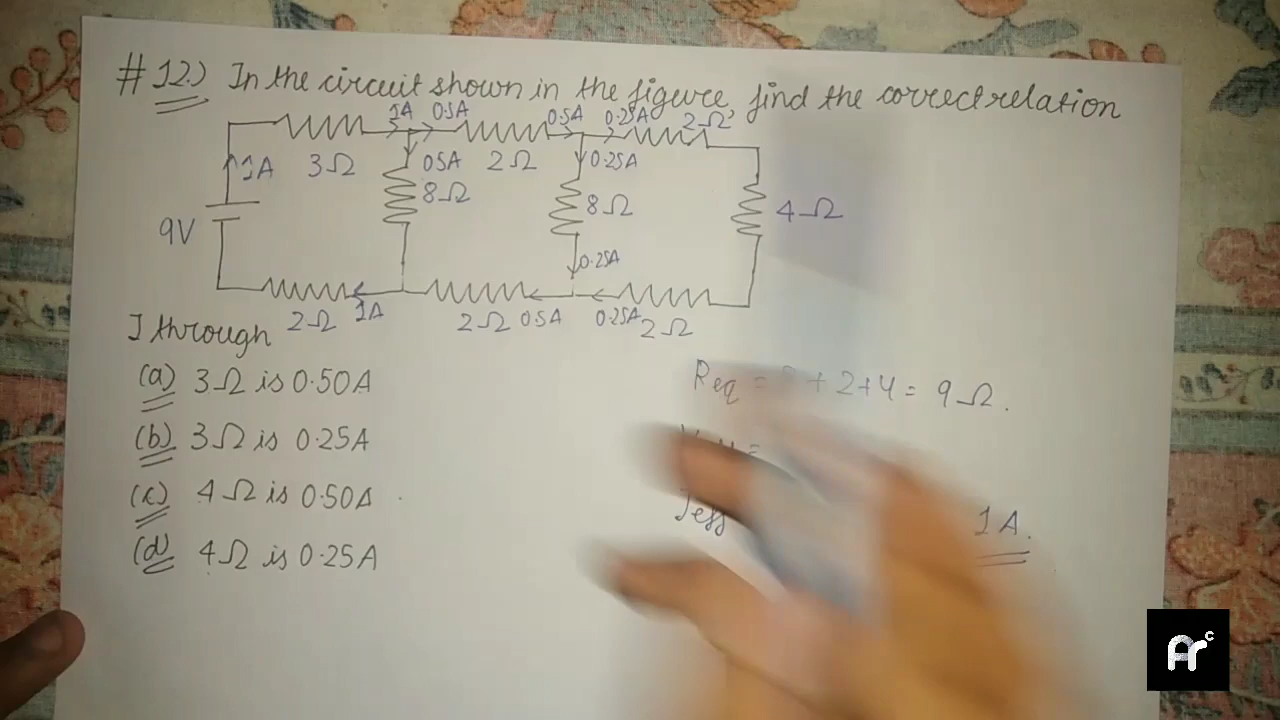 #12.) In the circuit shown in the figure, find the correct relation
1A 0.5A 0.5A 0.25A 2Ω
1A 3Ω 0.5A 2Ω 0.25A
8Ω 8Ω 4Ω
9V
0.25A
2Ω 1A 2Ω 0.5A 0.25A 2Ω
I through
(a) 3Ω is 0.50A
(b) 3Ω is 0.25A
(c) 4Ω is 0.50A
(d) 4Ω is 0.25A
Req = + 2+4 = 9Ω.
Ieff
1A.
Arc